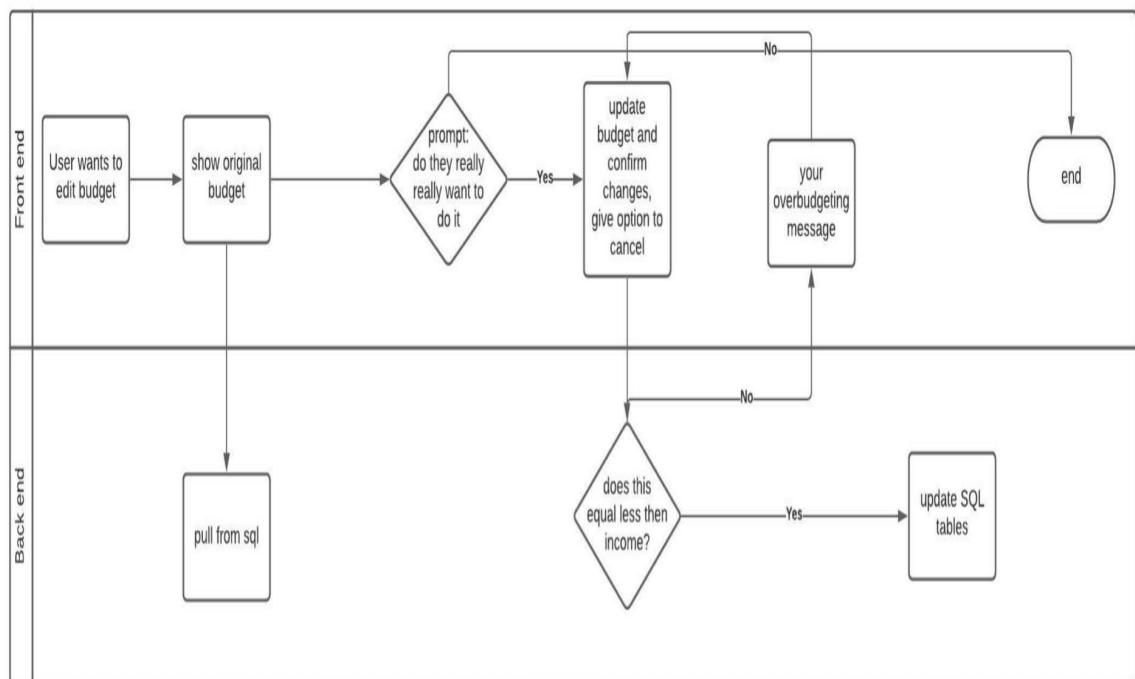 Front end
User wants to
edit budget
show original
budget
prompt:
do they really
really want to
do it
Yes
update
budget and
confirm
changes,
give option to
cancel
No
your
overbudgeting
message
end
Back end
pull from sql
does this
equal less then
income?
No
Yes
update SQL
tables